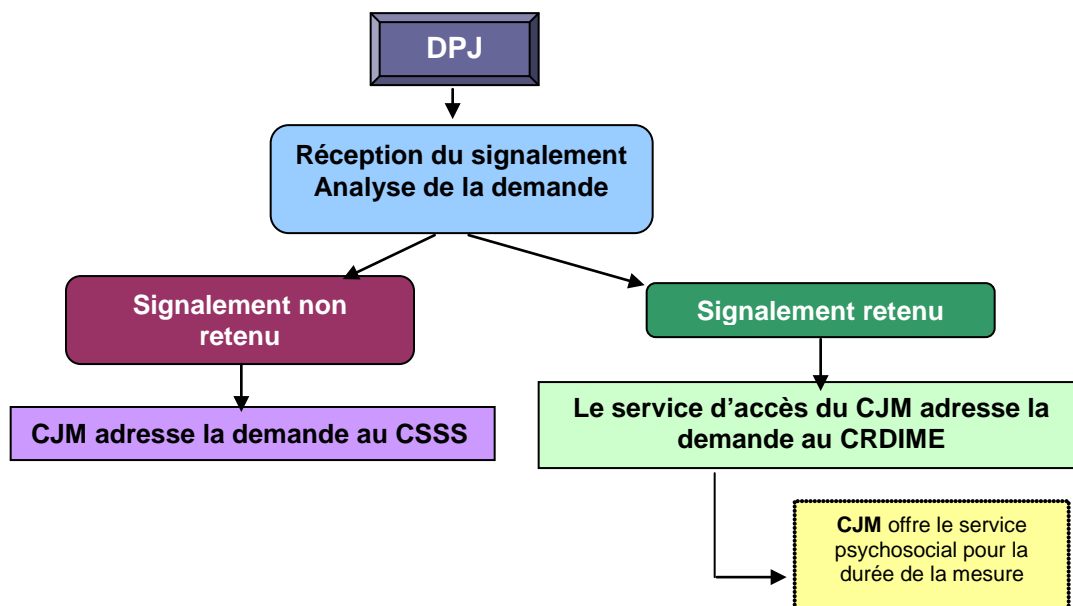 DPJ
Réception du signalement
Analyse de la demande
Signalement non
retenu
Signalement retenu
CJM adresse la demande au CSSS
Le service d'accès du CJM adresse la
demande au CRDIME
CJM offre le service
psychosocial pour la
durée de la mesure